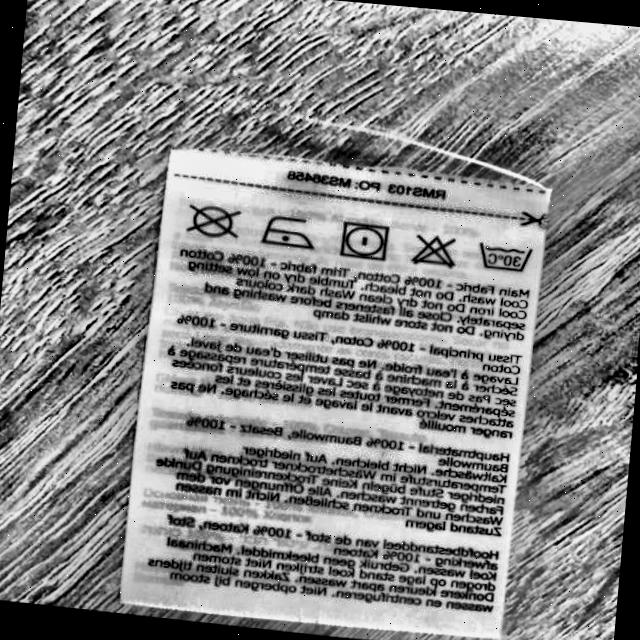 RMS103 PO: MS38458
30°C
Main Fabric - 100% Cotton, Trim fabric - 100% Cotton
Cool wash, Do not bleach, Tumble dry on low setting
Cool iron Do not dry clean Wash dark colours
separately, Close all fasteners before washing and
drying, Do not store whilst damp
Tissu principal - 100% Coton, Tissu garniture - 100%
Coton
Lavage à l'eau froide, Ne pas utiliser d'eau de javel,
Séc à la machine à basse température repassage à
sec Pas de nettoyage à sec Laver les couleurs foncées
séparément, Fermer toutes les glissières et les
attaches velcro avant le lavage et le séchage, Ne pas
ranger mouillé
Hauptmaterial - 100% Baumwolle, Besatz - 100%
Baumwolle
Kaltwäsche Nicht bleichen, Auf niedriger
Temperaturstufe im Wäschetrockner trocknen Auf
niedriger Stufe bügeln Keine Trockenreinigung Dunkle
Farben getrennt waschen, Alle Öffnungen vor dem
Waschen und Trocknen schließen, Nicht im nassen
Zustand lagern
Hoofdbestanddeel van de stof - 100% Katoen, Stof
afwerking - 100% Katoen
Koel wassen, Gebruik geen bleekmiddel, Machinaal
Drogen op lage stand Koel strijken Niet stomen
Donkere kleuren apart wassen, Zakken sluiten tijdens
wassen en centrifugeren, Niet opbergen bij stoom